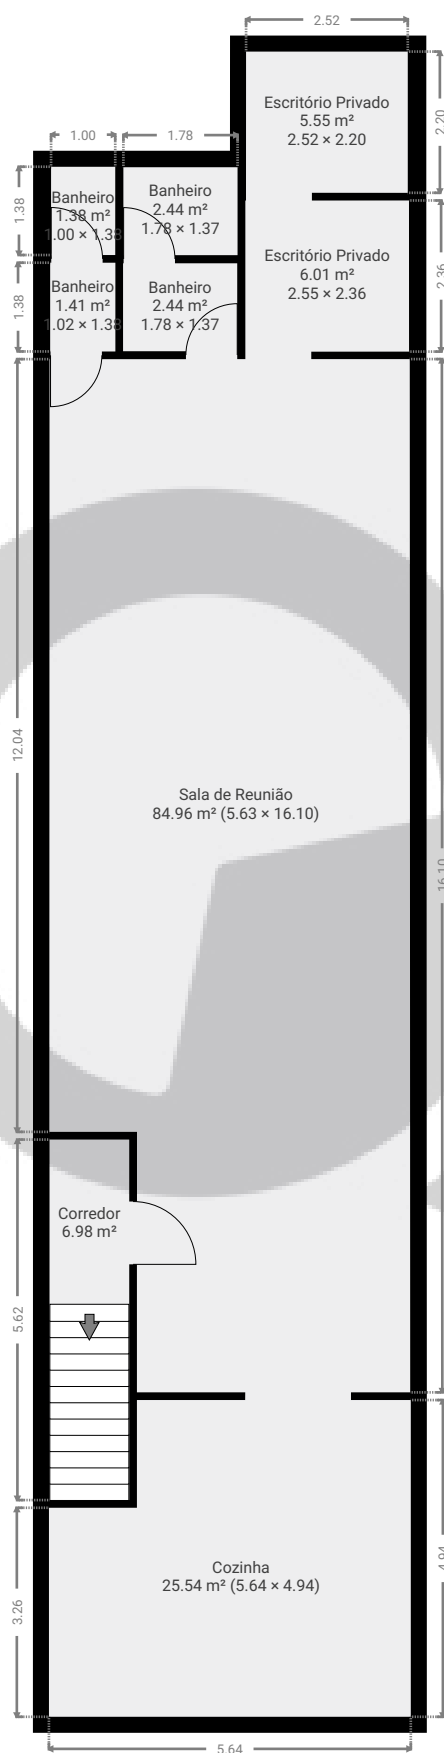 2.52
Escritório Privado
5.55 m²
2.52 × 2.20
2.20
1.00
1.78
1.38
Banheiro
1.38 m²
1.00 × 1.38
Banheiro
2.44 m²
1.78 × 1.37
Escritório Privado
6.01 m²
2.55 × 2.36
2.36
1.38
Banheiro
1.41 m²
1.02 × 1.38
Banheiro
2.44 m²
1.78 × 1.37
12.04
Sala de Reunião
84.96 m² (5.63 × 16.10)
16.10
Corredor
6.98 m²
5.62
Cozinha
25.54 m² (5.64 × 4.94)
4.94
3.26
5.64